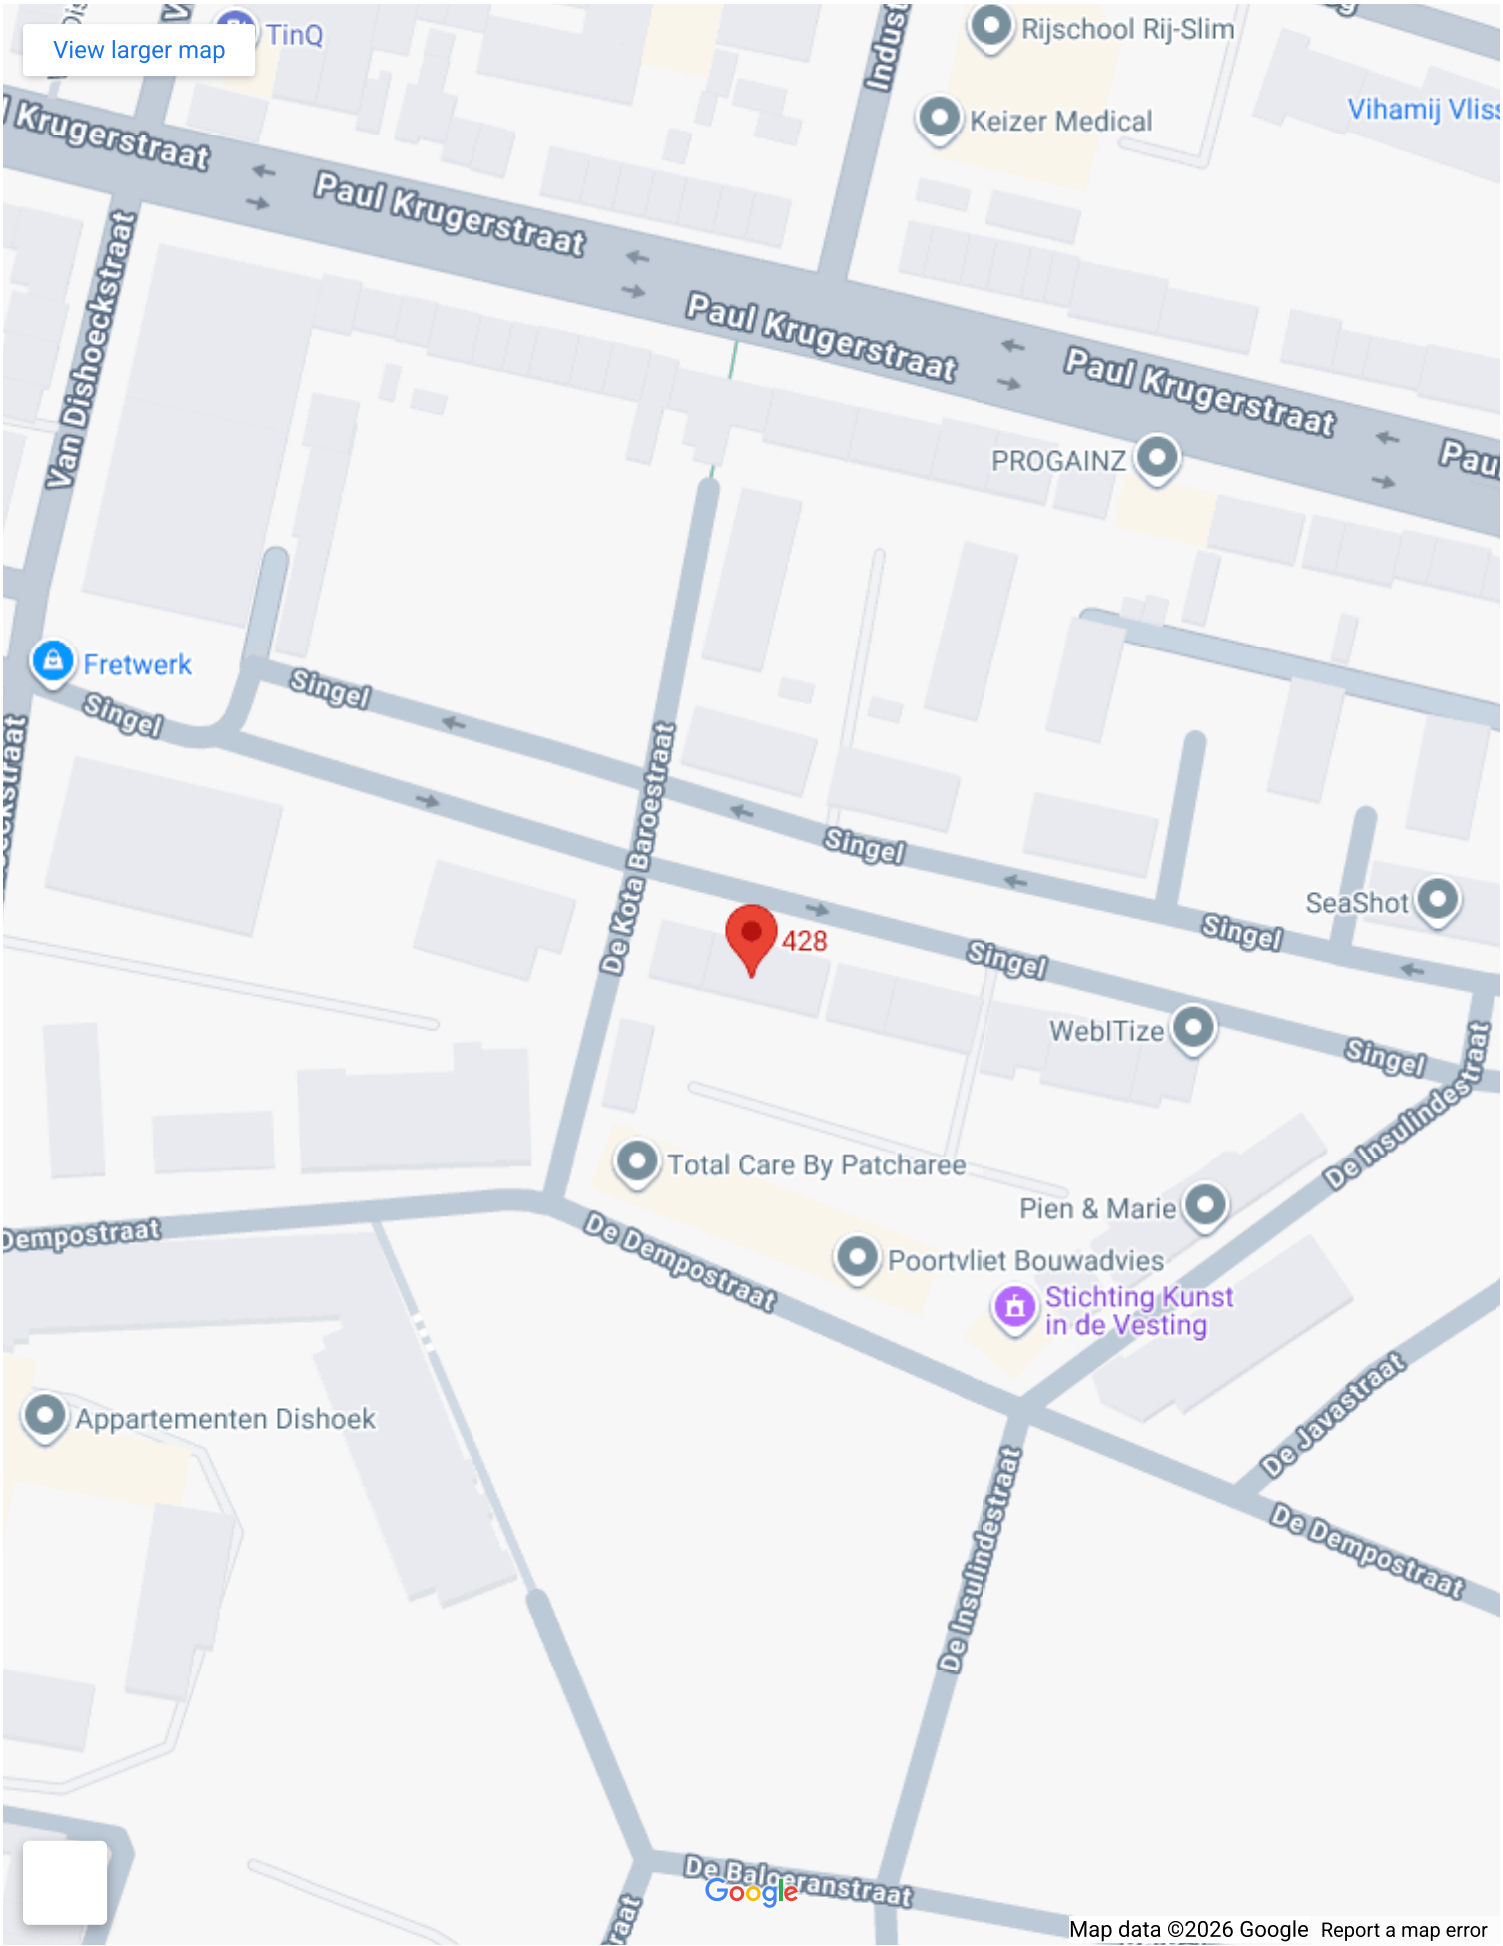 TinQ
View larger map
Rijschool Rij-Slim
Indust
Keizer Medical
Vihamij Vliss
Krugerstraat
Paul Krugerstraat
Paul Krugerstraat
Paul Krugerstraat
Pau
Van Dishoeckstraat
PROGAINZ
Fretwerk
Singel
Singel
De Kota Baroestraat
Singel
SeaShot
Singel
428
Singel
WebITize
Singel
De Insulindestraat
Total Care By Patcharee
Pien & Marie
Dempostraat
De Dempostraat
Poortvliet Bouwadvies
Stichting Kunst
in de Vesting
De Javastraat
Appartementen Dishoek
De Insulindestraat
De Dempostraat
De Baloeranstraat
Google
raat
Map data ©2026 Google
Report a map error